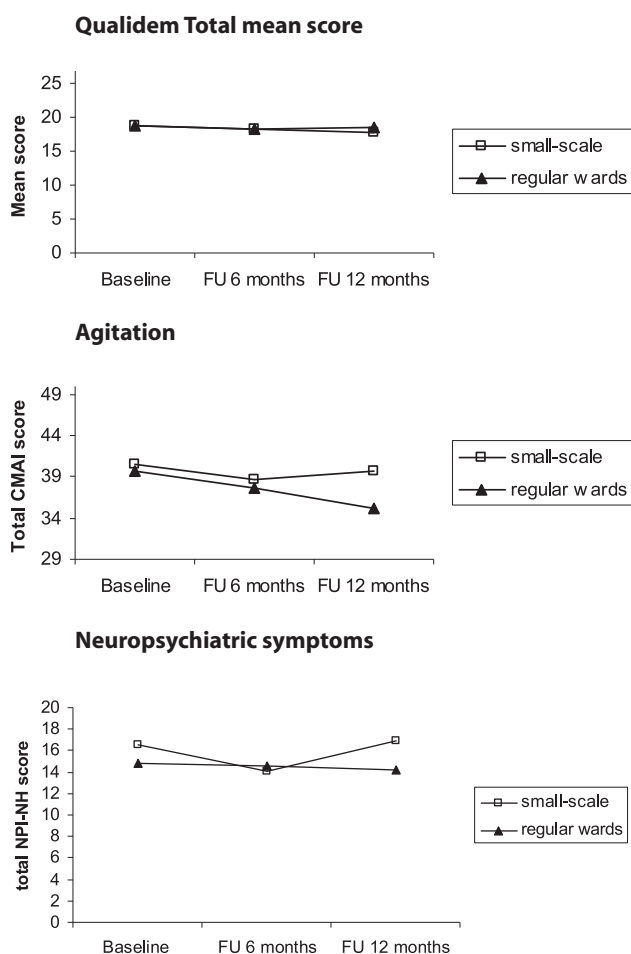 Qualidem Total mean score
Mean score
25
20
15
10
5
0
Baseline FU 6 months FU 12 months
small-scale
regular wards
Agitation
Total CMAI score
49
44
39
34
29
Baseline FU 6 months FU 12 months
small-scale
regular wards
Neuropsychiatric symptoms
total NPI-NH score
20
18
16
14
12
10
8
6
4
2
0
Baseline FU 6 months FU 12 months
small-scale
regular wards